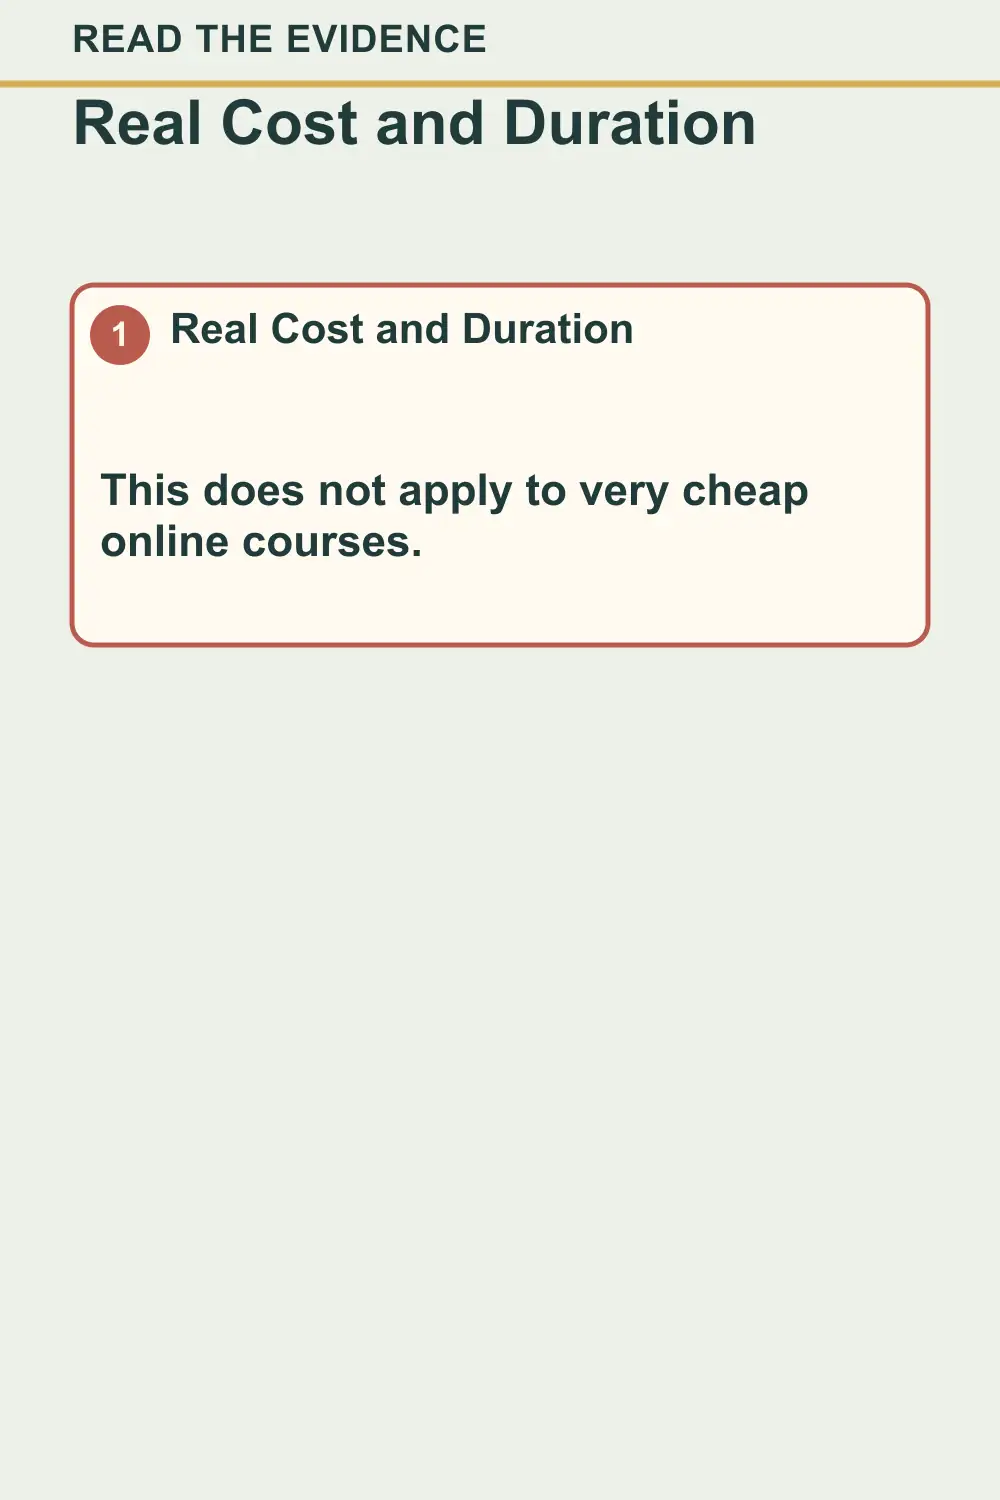 READ THE EVIDENCE
Real Cost and Duration
1 Real Cost and Duration
This does not apply to very cheap
online courses.